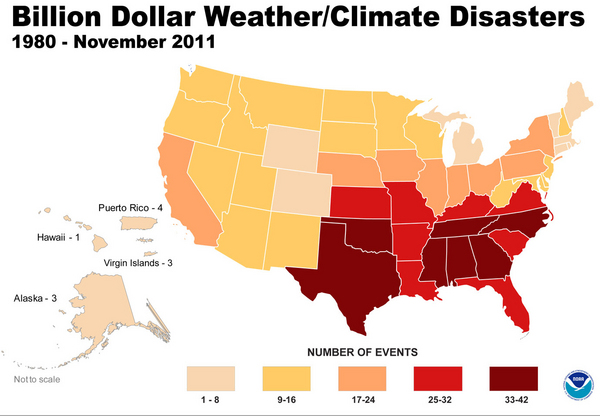 Billion Dollar Weather/Climate Disasters
1980 - November 2011
Puerto Rico - 4
Hawaii - 1
Virgin Islands - 3
Alaska - 3
NUMBER OF EVENTS
Not to scale
1 - 8
9-16
17-24
25-32
33-42
NOAA